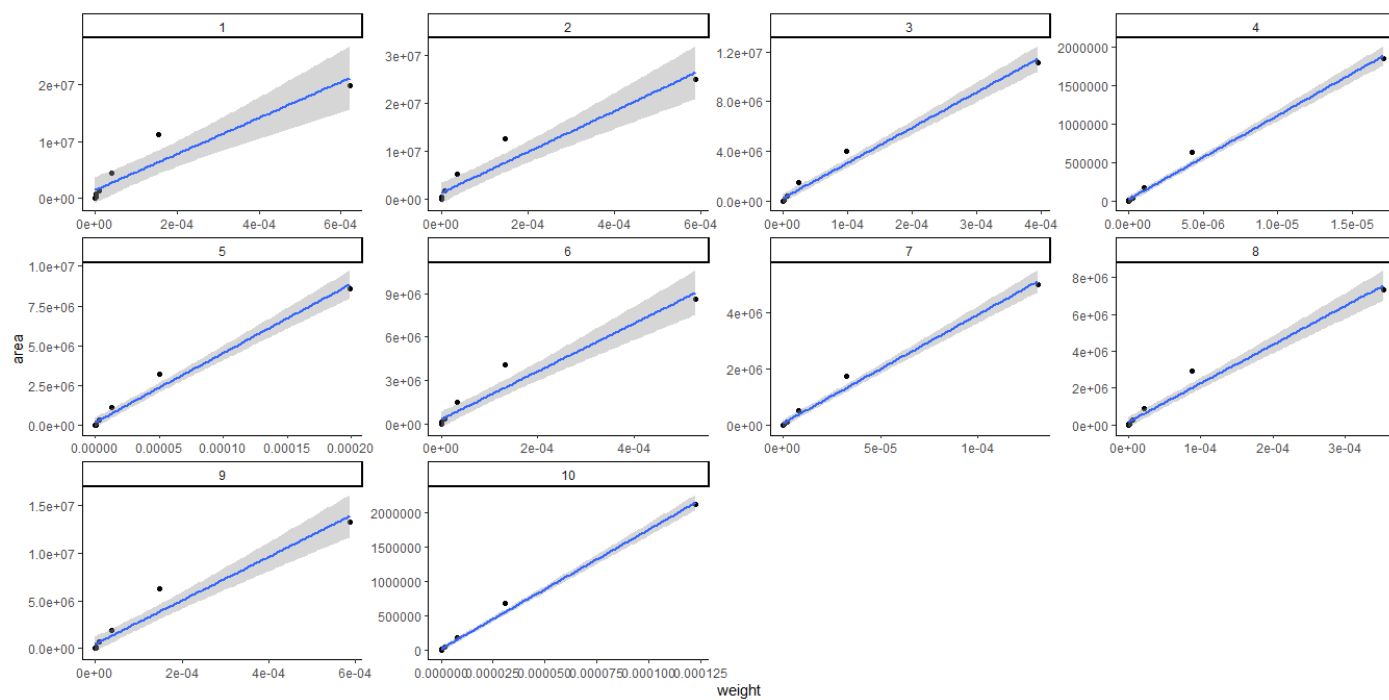 1 2 3 4
2e+07 1e+07 0e+00
0e+00 2e-04 4e-04 6e-04
3e+07 2e+07 1e+07 0e+00
0e+00 2e-04 4e-04 6e-04
1.2e+07 8.0e+06 4.0e+06 0.0e+00
0e+00 1e-04 2e-04 3e-04 4e-04
2000000 1500000 1000000 500000 0
0.0e+00 5.0e-06 1.0e-05 1.5e-05
5 6 7 8
area
1.0e+07 7.5e+06 5.0e+06 2.5e+06 0.0e+00
0.00000 0.00005 0.00010 0.00015 0.00020
9e+06 6e+06 3e+06 0e+00
0e+00 2e-04 4e-04
4e+06 2e+06 0e+00
0e+00 5e-05 1e-04
8e+06 6e+06 4e+06 2e+06 0e+00
0e+00 1e-04 2e-04 3e-04
9 10
1.5e+07 1.0e+07 5.0e+06 0.0e+00
0e+00 2e-04 4e-04 6e-04
2000000 1500000 1000000 500000 0
0.000000 0.000025 0.000050 0.000075 0.000100 0.000125
weight